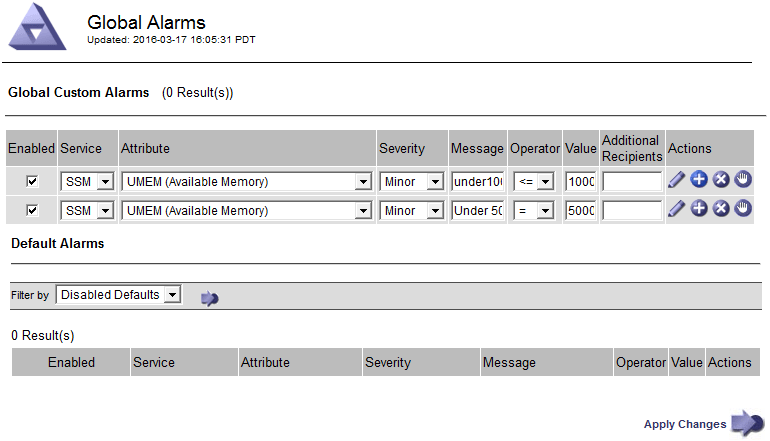 Global Alarms
Updated: 2016-03-17 16:05:31 PDT
Global Custom Alarms (0 Result(s))
Enabled Service Attribute Severity Message Operator Value Additional Recipients Actions
SSM UMEM (Available Memory) Minor under10 <= 1000
SSM UMEM (Available Memory) Minor Under 50 = 5000
Default Alarms
Filter by Disabled Defaults
0 Result(s)
Enabled Service Attribute Severity Message Operator Value Actions
Apply Changes